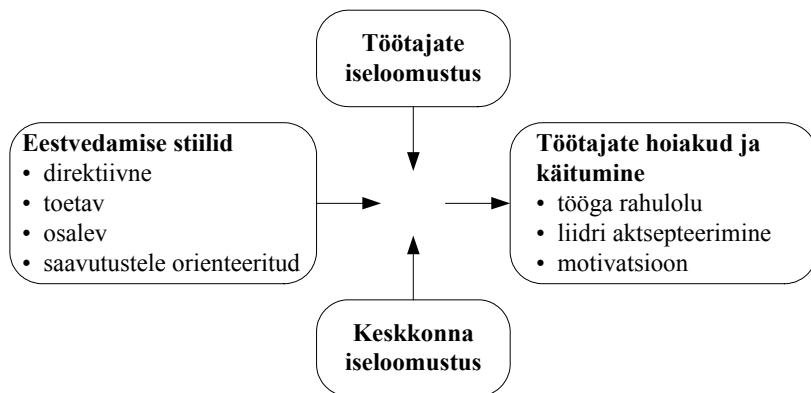 Töötajate
iseloomustus
Eestvedamise stiilid
• direktiivne
• toetav
• osalev
• saavutustele orienteeritud
Töötajate hoiakud ja
käitumine
• tööga rahulolu
• liidri aktsepteerimine
• motivatsioon
Keskkonna
iseloomustus